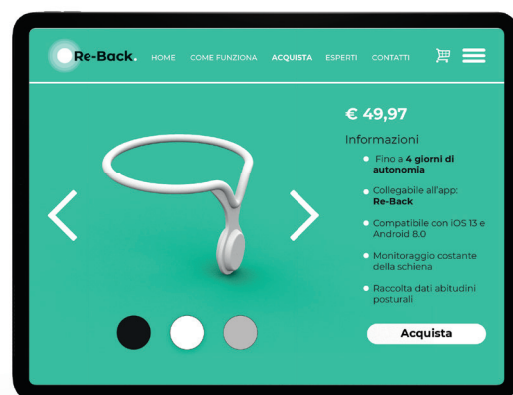 Re-Back.
HOME COME FUNZIONA ACQUISTA ESPERTI CONTATTI
€ 49,97
Informazioni
Fino a 4 giorni di
autonomia
Collegabile all'app:
Re-Back
Compatibile con iOS 13 e
Android 8.0
Monitoraggio costante
della schiena
Raccolta dati abitudini
posturali
Acquista